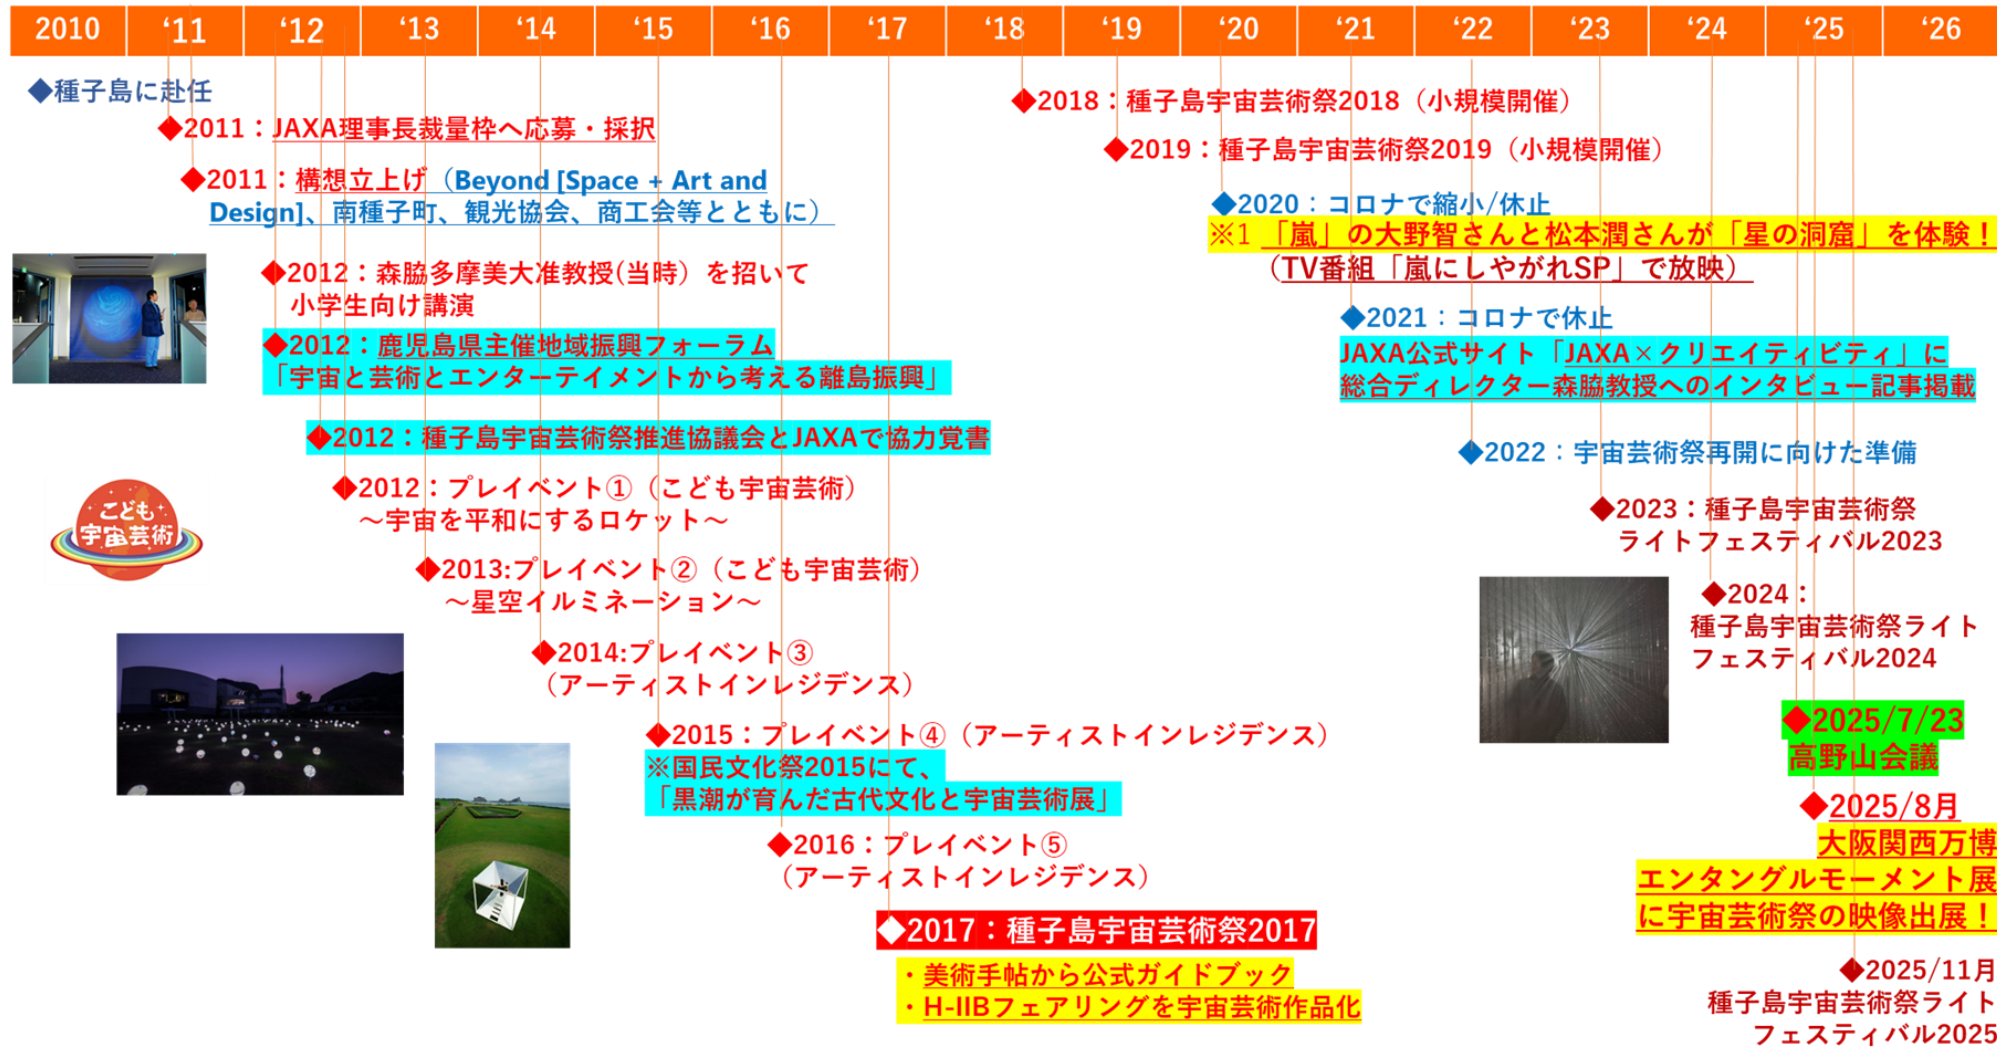 2010 ‘11 ‘12 ‘13 ‘14 ‘15 ‘16 ‘17 ‘18 ‘19 ‘20 ‘21 ‘22 ‘23 ‘24 ‘25 ‘26
◆種子島に赴任
◆2011：JAXA理事長裁量枠へ応募・採択
◆2011：構想立上げ（Beyond [Space + Art and
Design]、南種子町、観光協会、商工会等とともに）
◆2012：森脇多摩美大准教授(当時）を招いて
小学生向け講演
◆2012：鹿児島県主催地域振興フォーラム
「宇宙と芸術とエンターテイメントから考える離島振興」
◆2012：種子島宇宙芸術祭推進協議会とJAXAで協力覚書
こども
宇宙芸術
◆2012：プレイベント①（こども宇宙芸術）
～宇宙を平和にするロケット～
◆2013:プレイベント②（こども宇宙芸術）
～星空イルミネーション～
◆2014:プレイベント③
（アーティストインレジデンス）
◆2015：プレイベント④（アーティストインレジデンス）
※国民文化祭2015にて、
「黒潮が育んだ古代文化と宇宙芸術展」
◆2016：プレイベント⑤
（アーティストインレジデンス）
◆2017：種子島宇宙芸術祭2017
・美術手帖から公式ガイドブック
・H-IIBフェアリングを宇宙芸術作品化
◆2018：種子島宇宙芸術祭2018（小規模開催）
◆2019：種子島宇宙芸術祭2019（小規模開催）
◆2020：コロナで縮小/休止
※1 「嵐」の大野智さんと松本潤さんが「星の洞窟」を体験！
（TV番組「嵐にしやがれSP」で放映）
◆2021：コロナで休止
JAXA公式サイト「JAXA×クリエイティビティ」に
総合ディレクター森脇教授へのインタビュー記事掲載
◆2022：宇宙芸術祭再開に向けた準備
◆2023：種子島宇宙芸術祭
ライトフェスティバル2023
◆2024：
種子島宇宙芸術祭ライト
フェスティバル2024
◆2025/7/23
高野山会議
◆2025/8月
大阪関西万博
エンタングルモーメント展
に宇宙芸術祭の映像出展！
◆2025/11月
種子島宇宙芸術祭ライト
フェスティバル2025